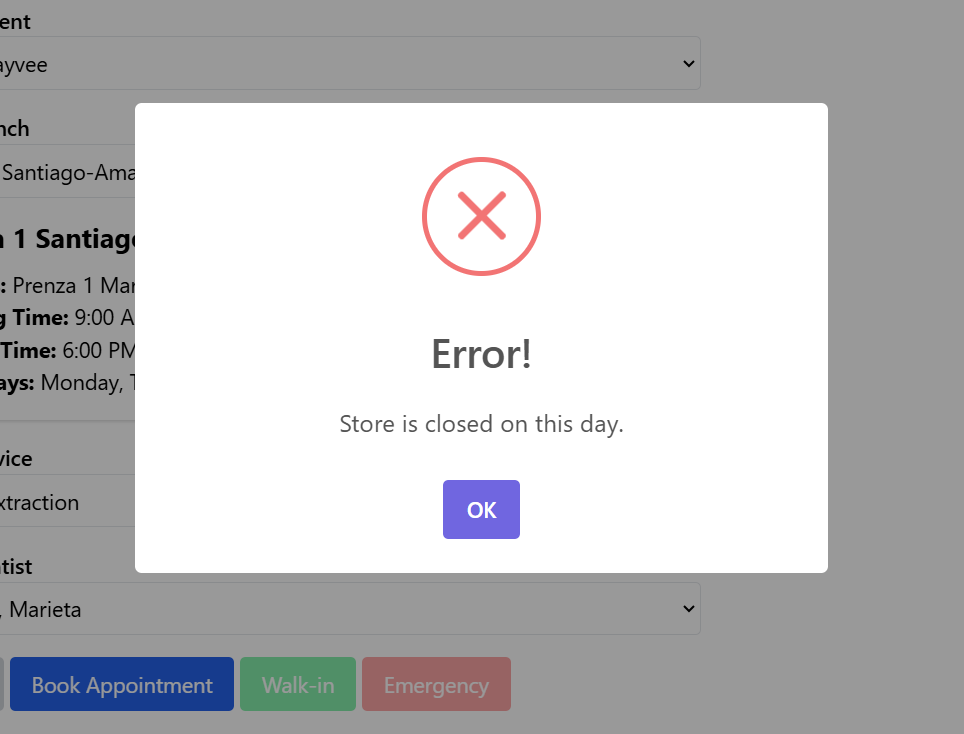 ent
ayvee
nch
Santiago-Ama
1 Santiago
: Prenza 1 Mar
g Time: 9:00 A
Time: 6:00 PM
ays: Monday, T
Error!
Store is closed on this day.
OK
vice
xtraction
tist
, Marieta
Book Appointment
Walk-in
Emergency